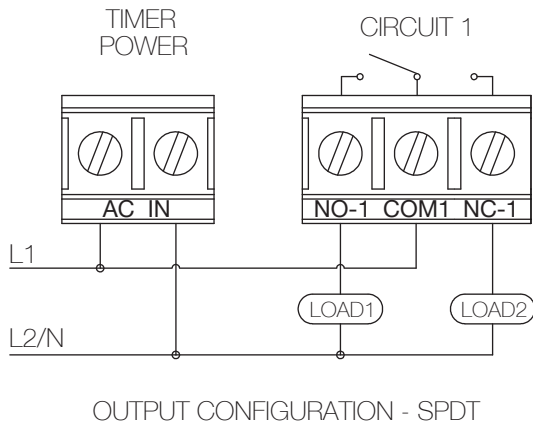 TIMER
POWER
CIRCUIT 1
AC IN
NO-1 COM1 NC-1
L1
LOAD1
LOAD2
L2/N
OUTPUT CONFIGURATION - SPDT